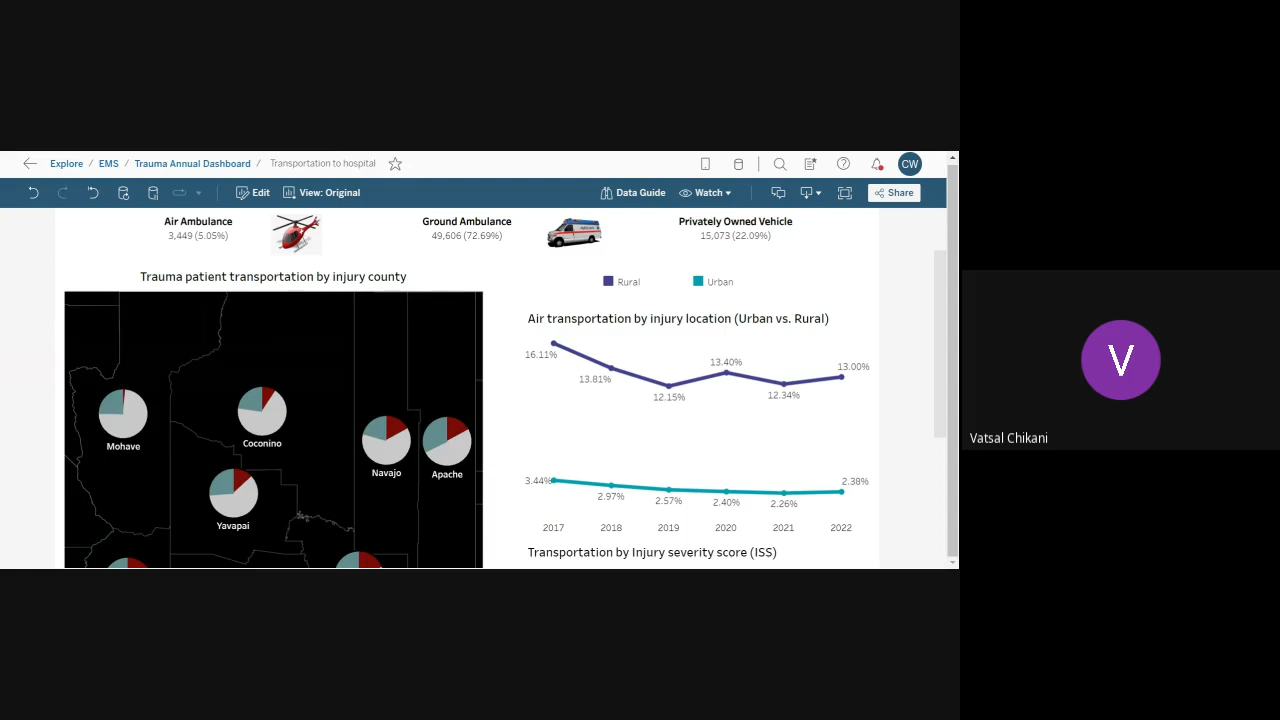 Explore / EMS / Trauma Annual Dashboard / Transportation to hospital
CW
Edit View: Original Data Guide Watch Share
Air Ambulance
3,449 (5.05%)
Ground Ambulance
49,606 (72.69%)
Privately Owned Vehicle
15,073 (22.09%)
Trauma patient transportation by injury county
Rural Urban
Air transportation by injury location (Urban vs. Rural)
16.11%
13.81%
12.15%
13.40%
12.34%
13.00%
Mohave
Coconino
Navajo
Apache
Yavapai
3.44%
2.97%
2.57%
2.40%
2.26%
2.38%
2017 2018 2019 2020 2021 2022
Transportation by Injury severity score (ISS)
V
Vatsal Chikani